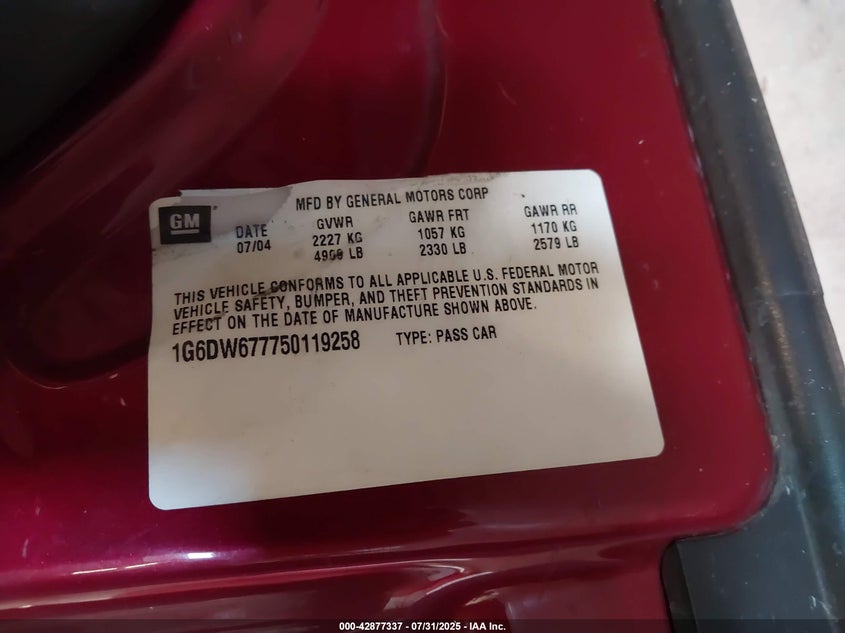 MFD BY GENERAL MOTORS CORP
GM
DATE GVWR GAWR FRT GAWR RR
07/04 2227 KG 1057 KG 1170 KG
4909 LB 2330 LB 2579 LB
THIS VEHICLE CONFORMS TO ALL APPLICABLE U.S. FEDERAL MOTOR
VEHICLE SAFETY, BUMPER, AND THEFT PREVENTION STANDARDS IN
EFFECT ON THE DATE OF MANUFACTURE SHOWN ABOVE.
1G6DW677750119258 TYPE: PASS CAR
000-42877337 - 07/31/2025 - IAA Inc.